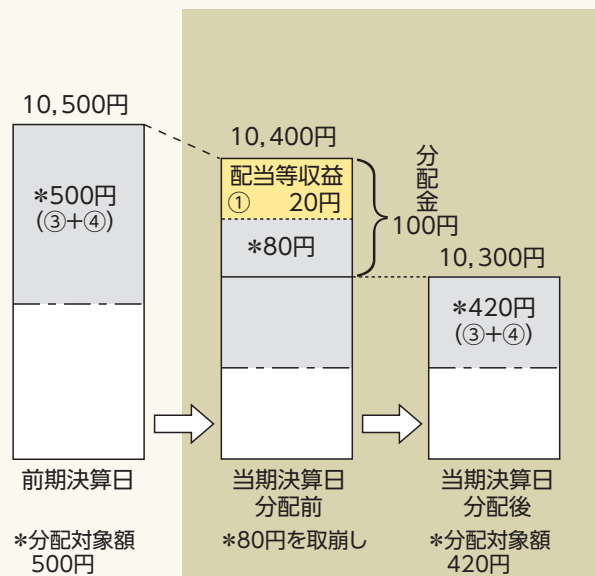 10,500円
*500円
(③+④)
前期決算日
*分配対象額
500円
10,400円
配当等収益
① 20円
*80円
分配金
100円
当期決算日
分配前
*80円を取崩し
10,300円
*420円
(③+④)
当期決算日
分配後
*分配対象額
420円